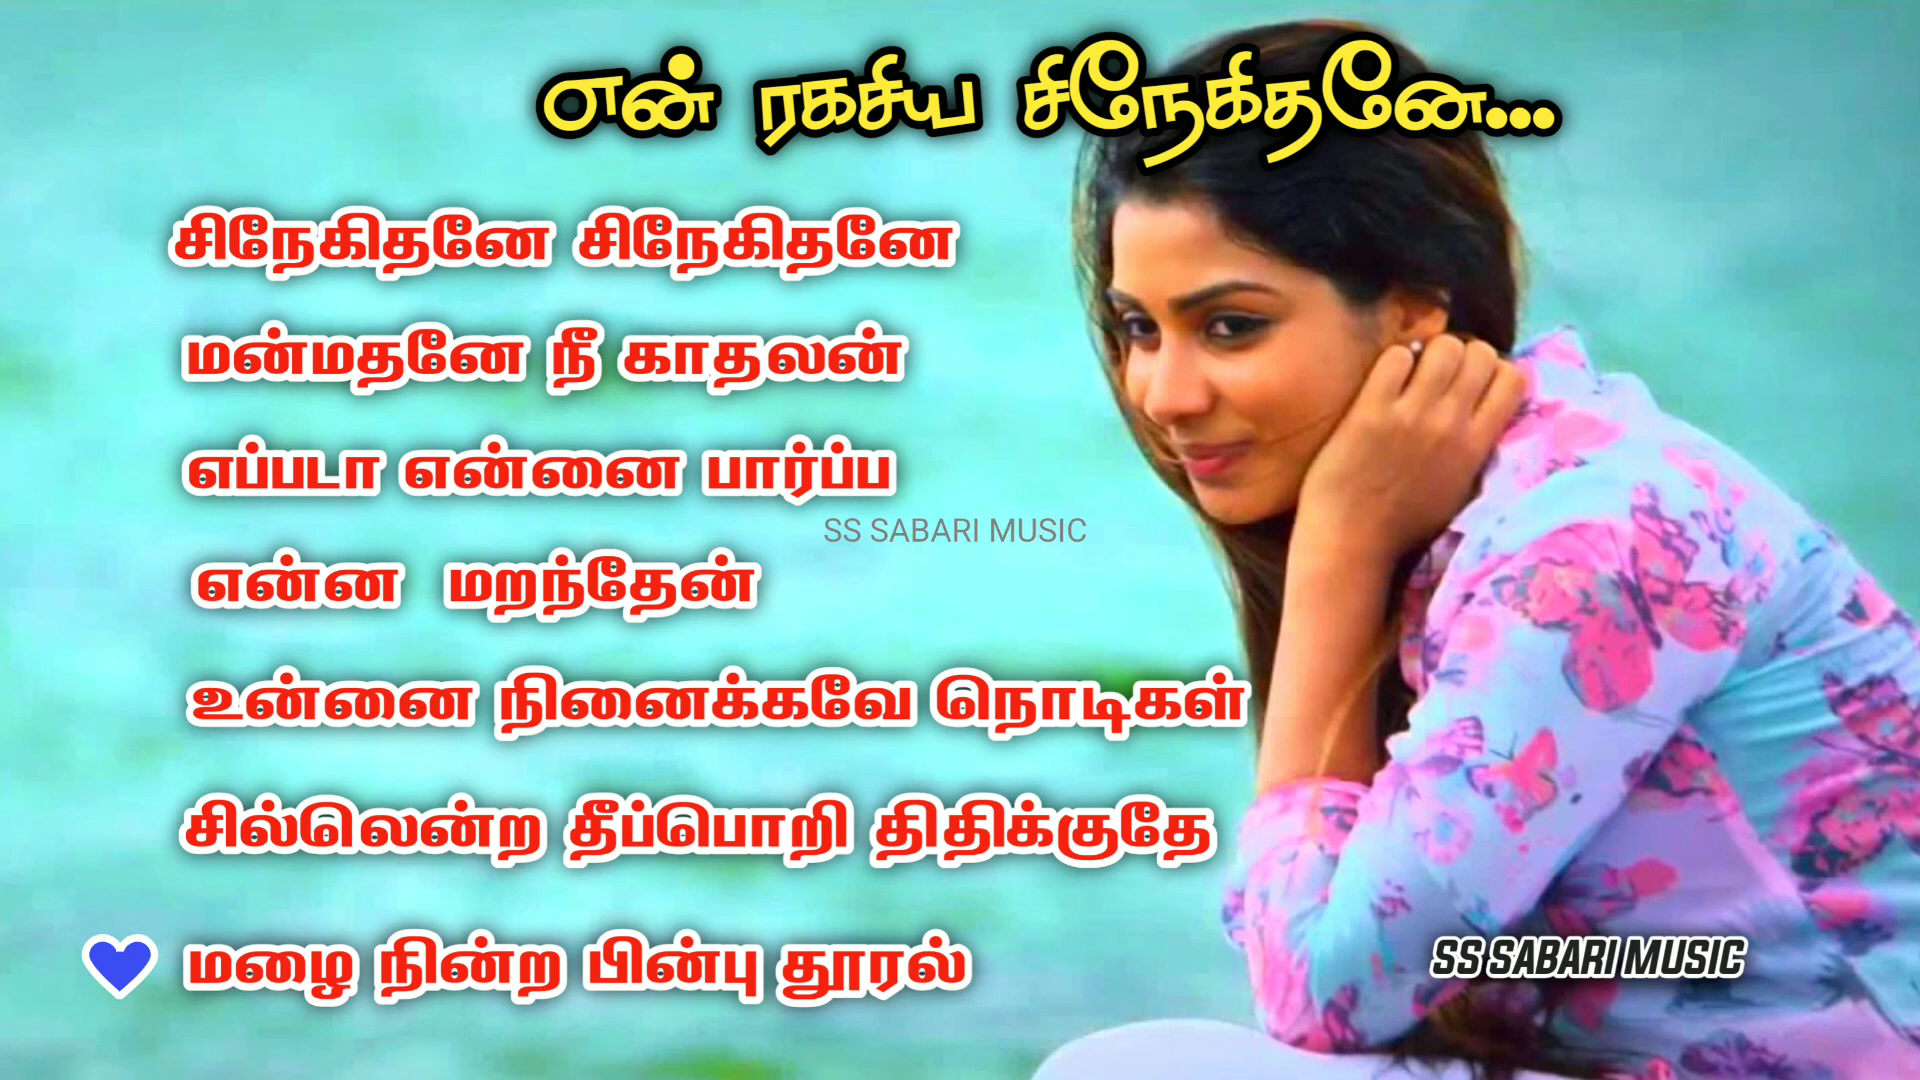 என் ரகசிய சிநேகிதனே...
சிநேகிதனே சிநேகிதனே
மன்மதனே நீ காதலன்
எப்படா என்னை பார்ப்ப
SS SABARI MUSIC
என்ன மறந்தேன்
உன்னை நினைக்கவே நொடிகள்
சில்லென்ற தீப்பொறி திதிக்குதே
மழை நின்ற பின்பு தூரல்
SS SABARI MUSIC